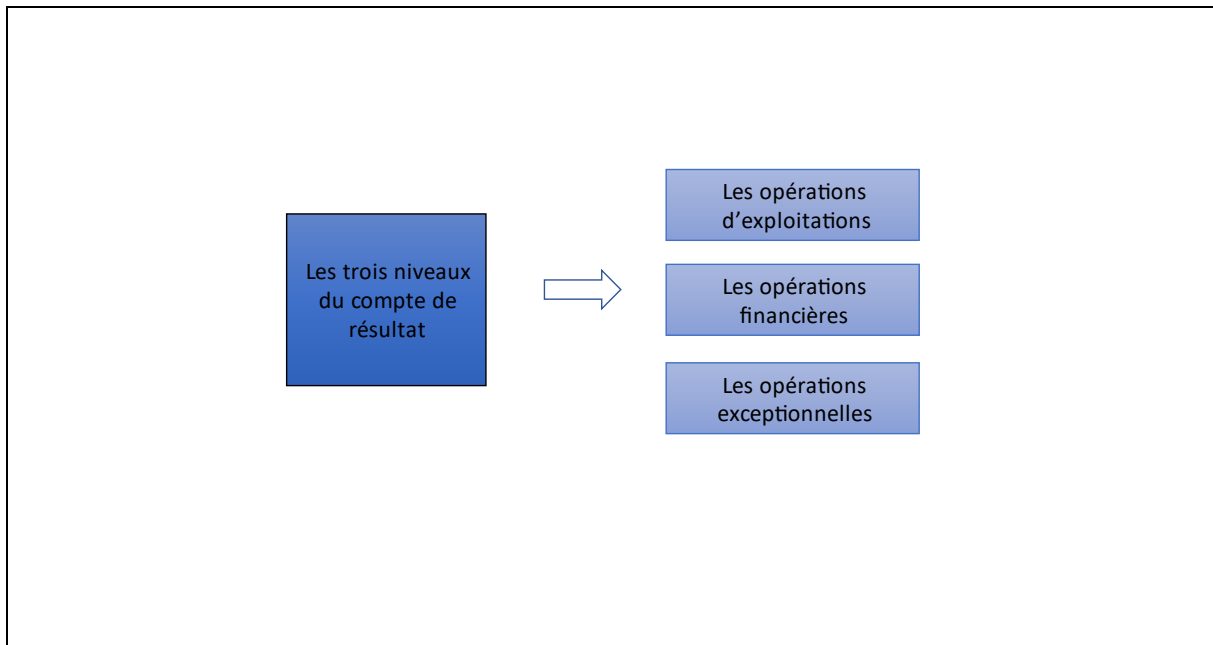 Les trois niveaux
du compte de
résultat
Les opérations
d’exploitations
Les opérations
financières
Les opérations
exceptionnelles